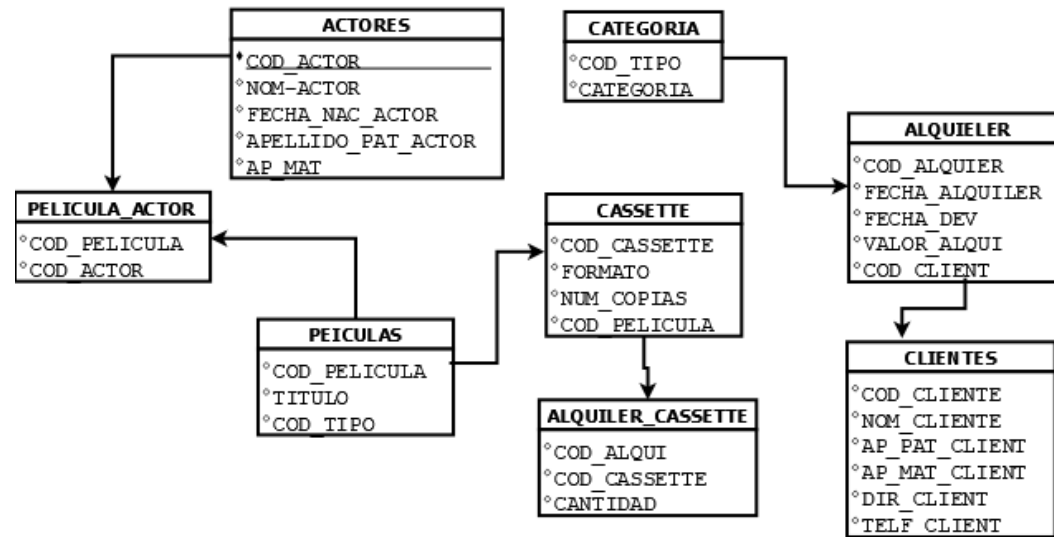 ACTORES
COD_ACTOR
NOM-ACTOR
FECHA_NAC_ACTOR
APELLIDO_PAT_ACTOR
AP_MAT
CATEGORIA
COD_TIPO
CATEGORIA
ALQUIELER
COD_ALQUIER
FECHA_ALQUILER
FECHA_DEV
VALOR_ALQUI
COD_CLIENT
PELICULA_ACTOR
COD_PELICULA
COD_ACTOR
CASSETTE
COD_CASSETTE
FORMATO
NUM_COPIAS
COD_PELICULA
PEICULAS
COD_PELICULA
TITULO
COD_TIPO
CLIENTES
COD_CLIENTE
NOM_CLIENTE
AP_PAT_CLIENT
AP_MAT_CLIENT
DIR_CLIENT
TELF_CLIENT
ALQUILER_CASSETTE
COD_ALQUI
COD_CASSETTE
CANTIDAD